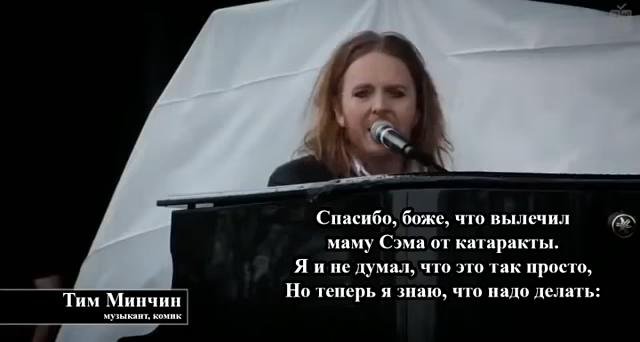 Спасибо, боже, что вылечил
маму Сэма от катаракты.
Я и не думал, что это так просто,
Но теперь я знаю, что надо делать:
Тим Минчин
музыкант, комик